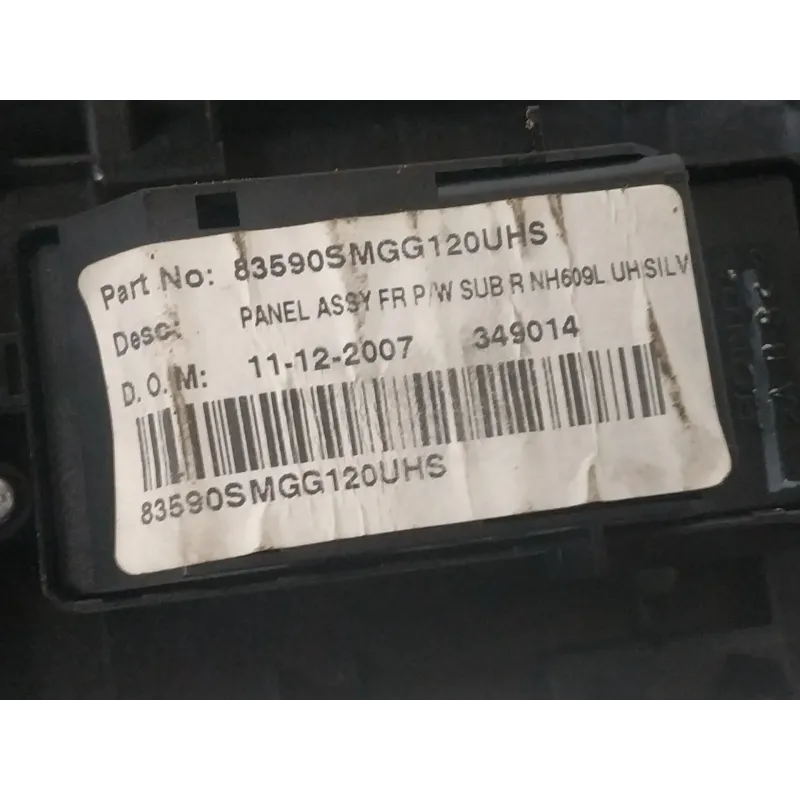 Part No: 83590SMGG120UHS
Desc: PANEL ASSY FR P/W SUB R NH609L UH SILV
D.O.M: 11-12-2007 349014
83590SMGG120UHS